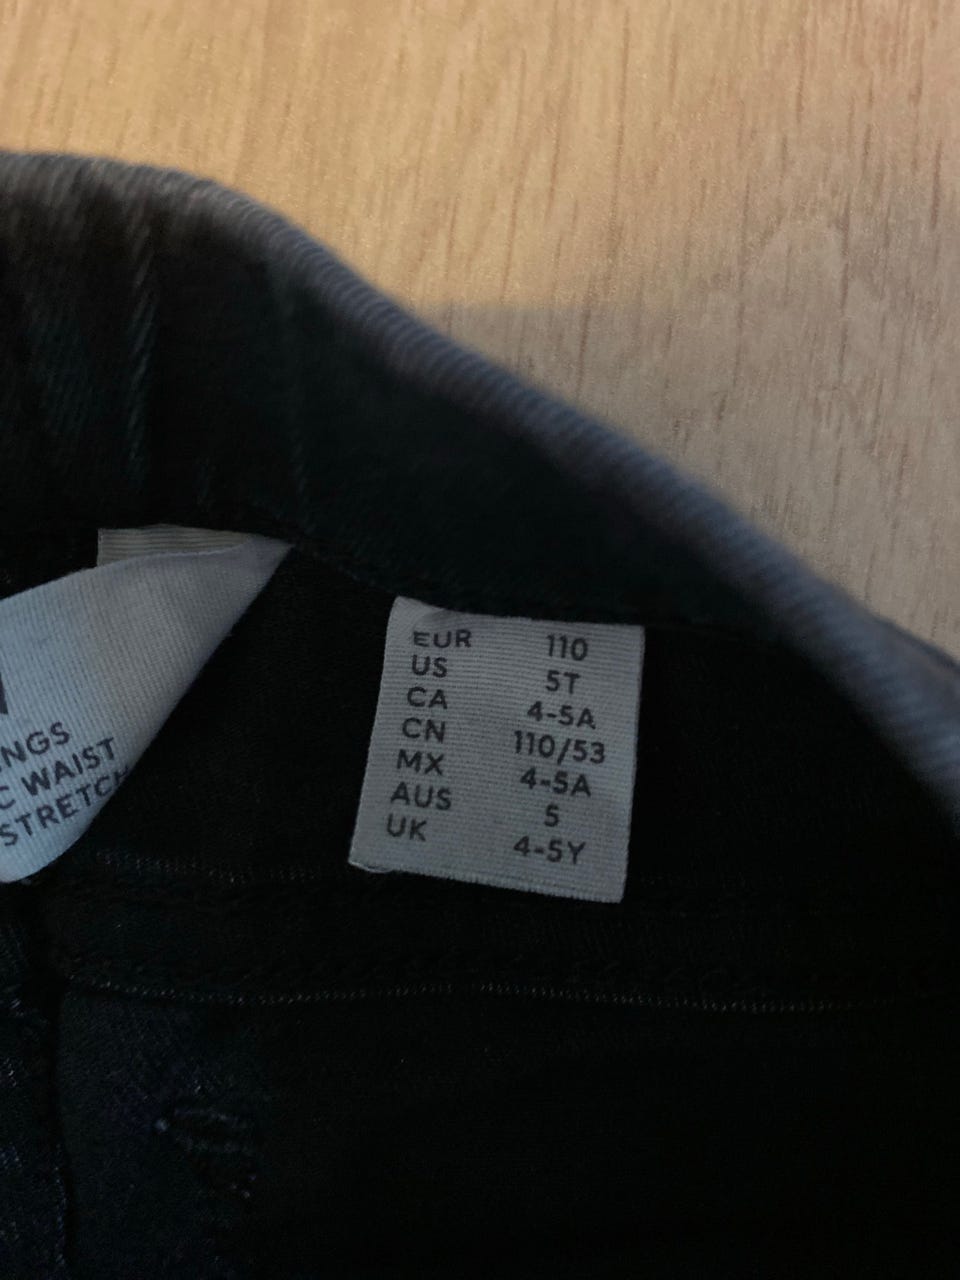 NGS
C WAIST
STRETCH
EUR 110
US 5T
CA 4-5A
CN 110/53
MX 4-5A
AUS 5
UK 4-5Y